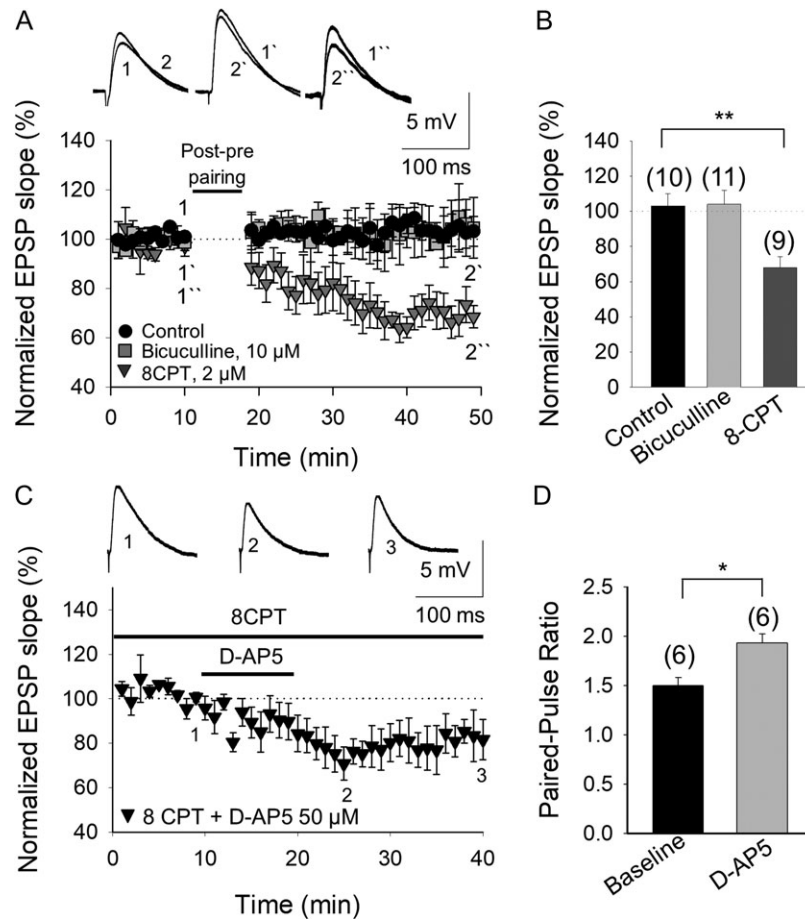 A
1 2
1` 2`
1`` 2``
5 mV
100 ms
Normalized EPSP slope (%)
140
120
100
80
60
40
Post-pre
pairing
1
1`
1``
2`
2``
Control
Bicuculline, 10 µM
8CPT, 2 µM
0 10 20 30 40 50
Time (min)
B
Normalized EPSP slope (%)
140
120
100
80
60
40
20
0
**
(10) (11) (9)
Control Bicuculline 8-CPT
C
1 2 3
5 mV
100 ms
Normalized EPSP slope (%)
140
120
100
80
60
40
8CPT
D-AP5
1 2 3
8 CPT + D-AP5 50 µM
0 10 20 30 40
Time (min)
D
Paired-Pulse Ratio
2.5
2.0
1.5
1.0
0.5
0.0
*
(6) (6)
Baseline D-AP5